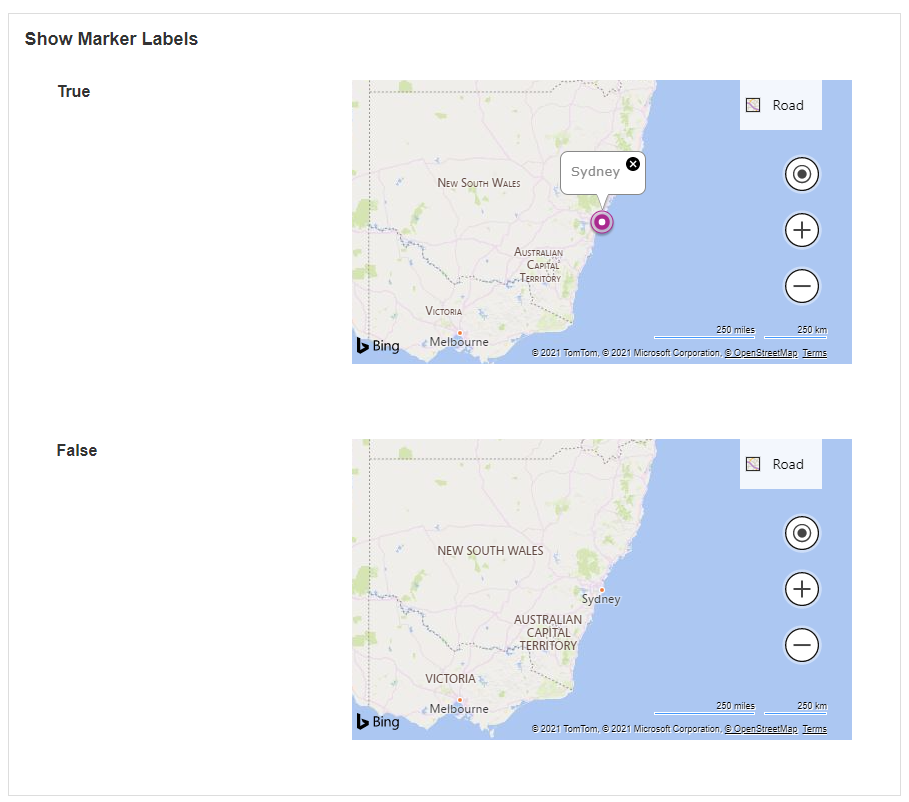 Show Marker Labels
True
Road
Sydney
New South Wales
Australian
Capital
Territory
Victoria
Melbourne
250 miles 250 km
Bing
© 2021 TomTom, © 2021 Microsoft Corporation, © OpenStreetMap Terms
False
Road
NEW SOUTH WALES
Sydney
AUSTRALIAN
CAPITAL
TERRITORY
VICTORIA
Melbourne
250 miles 250 km
Bing
© 2021 TomTom, © 2021 Microsoft Corporation, © OpenStreetMap Terms